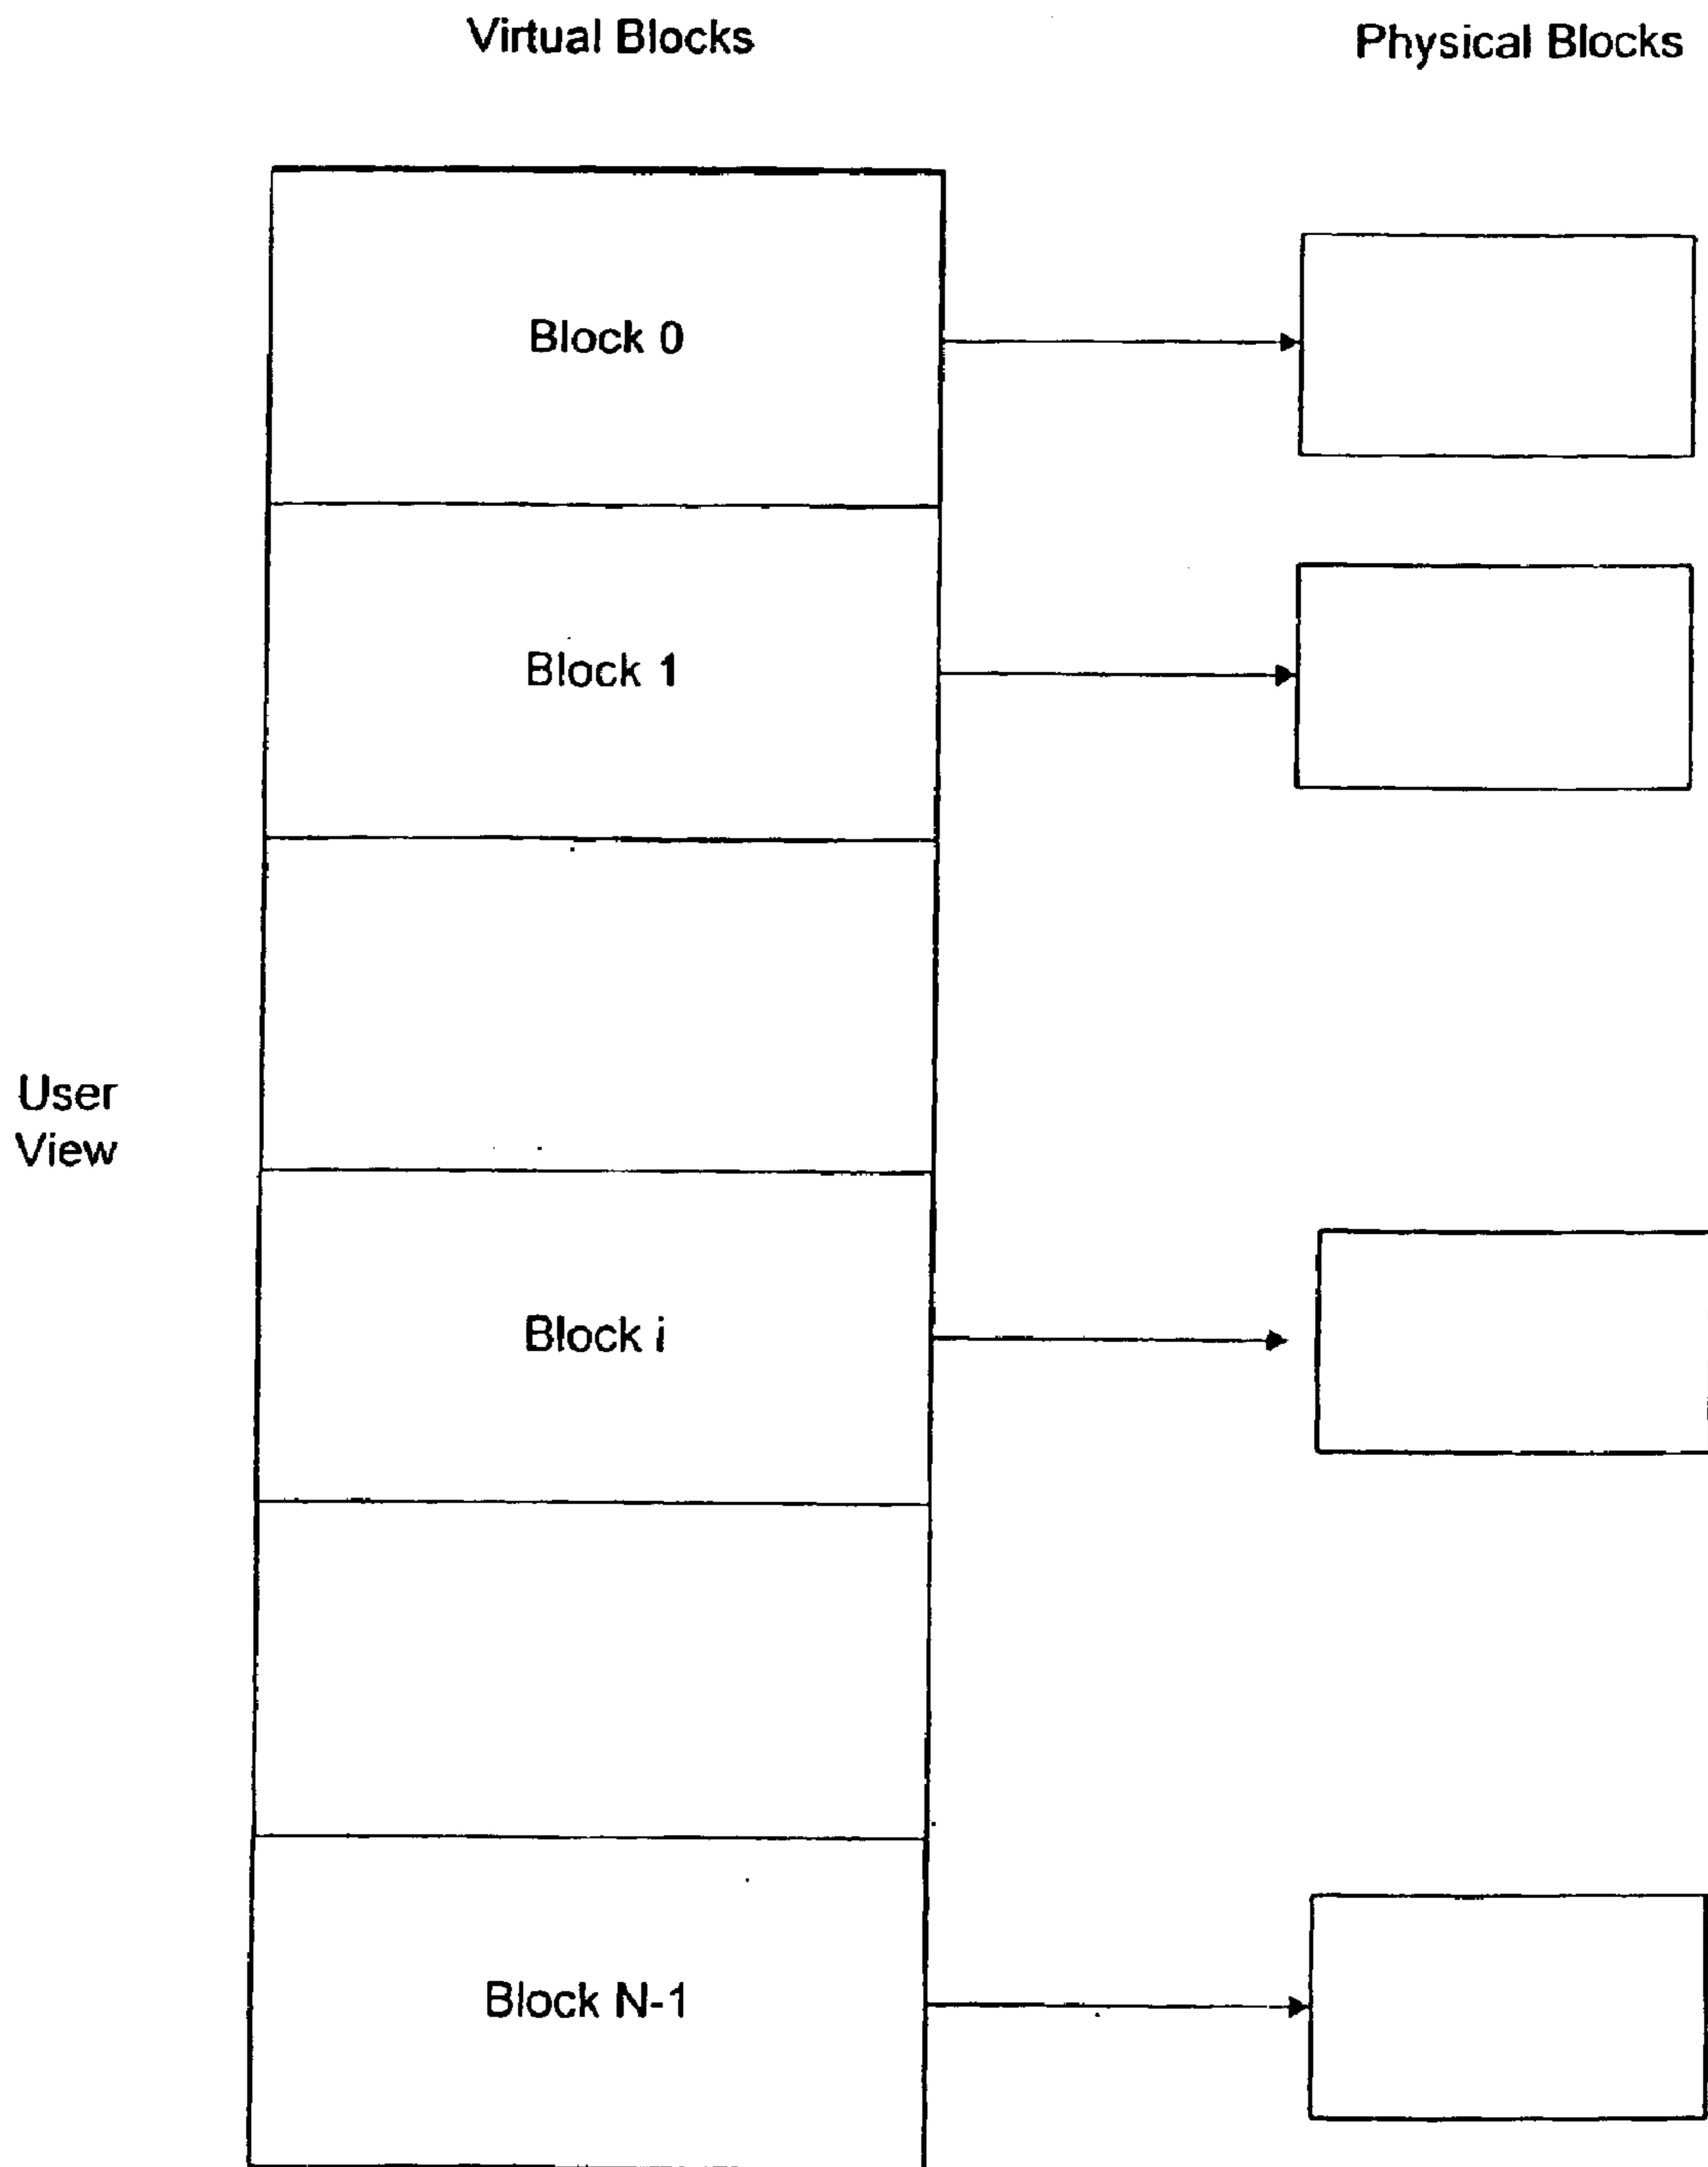 Virtual Blocks
Physical Blocks
Block 0
Block 1
User
View
Block i
Block N-1